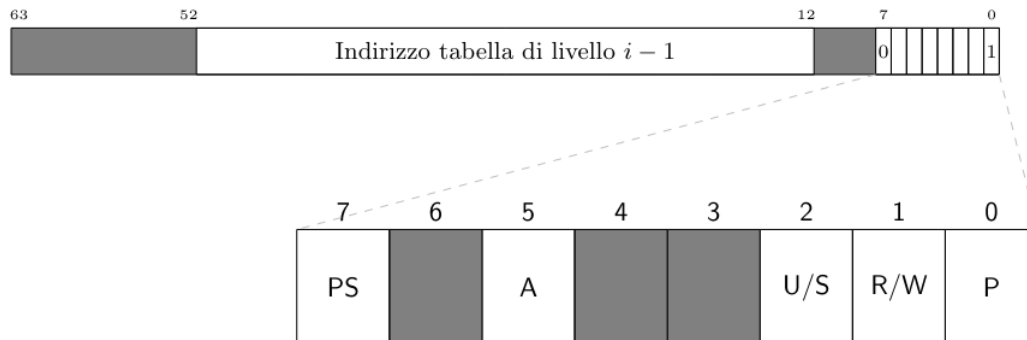 63 52 12 7 0
Indirizzo tabella di livello i − 1 0 1
7 6 5 4 3 2 1 0
PS A U/S R/W P